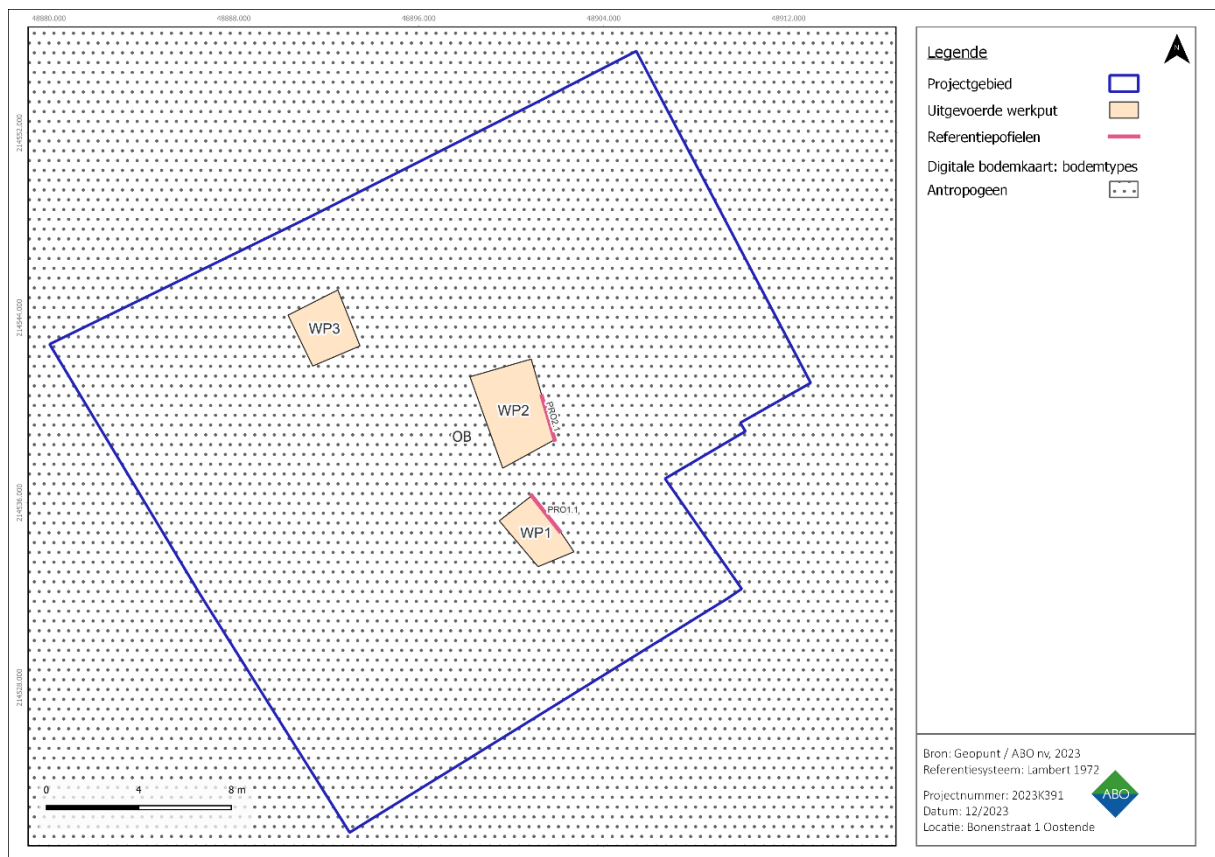 48880.000 48888.000 48896.000 48904.000 48912.000
214552.000
214544.000
214536.000
214528.000
WP3
WP2
PRO2.1
OB
PRO1.1
WP1
0 4 8 m
N
Legende
Projectgebied
Uitgevoerde werkput
Referentiepofielen
Digitale bodemkaart: bodemtypes
Antropogeen
Bron: Geopunt / ABO nv, 2023
Referentiesysteem: Lambert 1972
Projectnummer: 2023K391
Datum: 12/2023
Locatie: Bonenstraat 1 Oostende
ABO